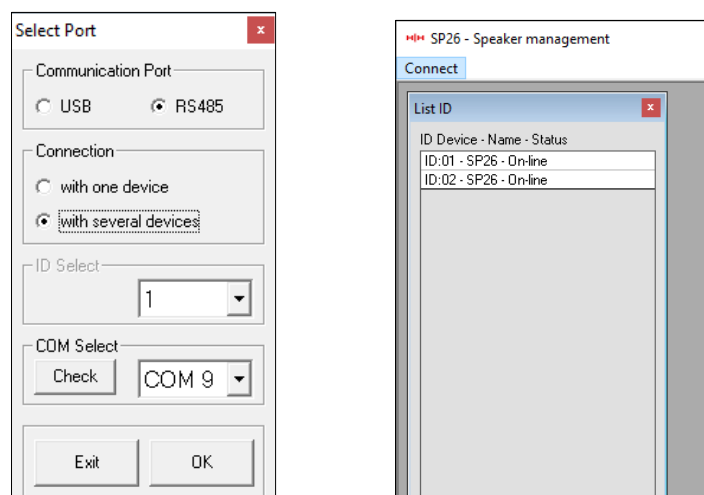 Select Port
Communication Port
USB RS485
Connection
with one device
with several devices
ID Select
1
COM Select
Check COM 9
Exit OK
SP26 - Speaker management
Connect
List ID
ID Device - Name - Status
ID:01 - SP26 - On-line
ID:02 - SP26 - On-line